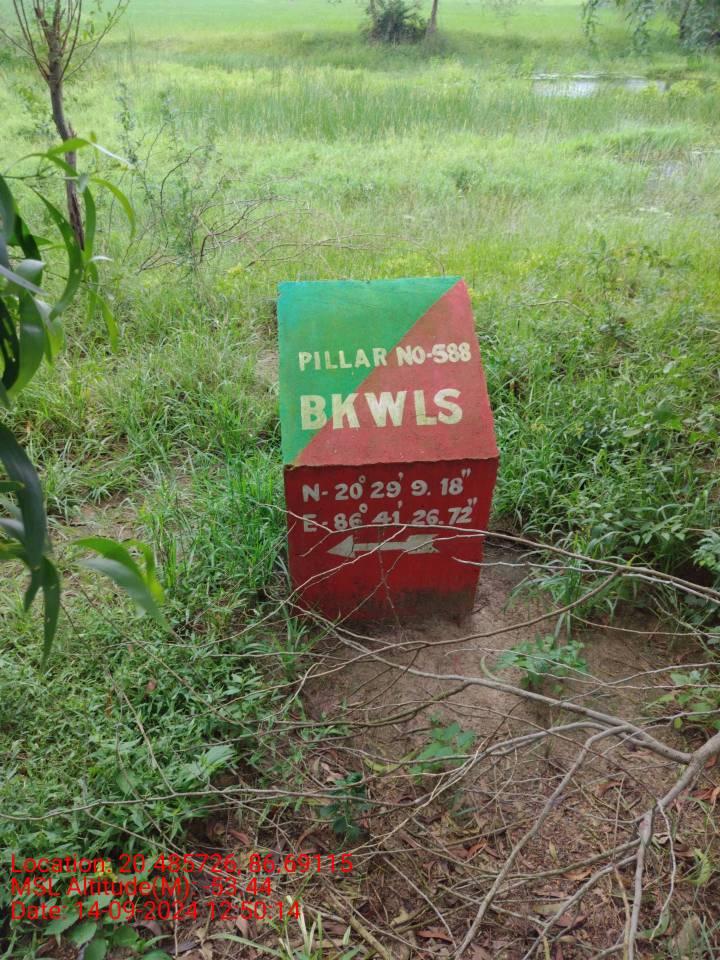 PILLAR NO-588
BKWLS
N- 20° 29' 9. 18"
E- 86° 41' 26.72"
Location: 20.485726, 86.69115
MSL Altitude(M) -53.44
Date: 14-09-2024 12:50:14